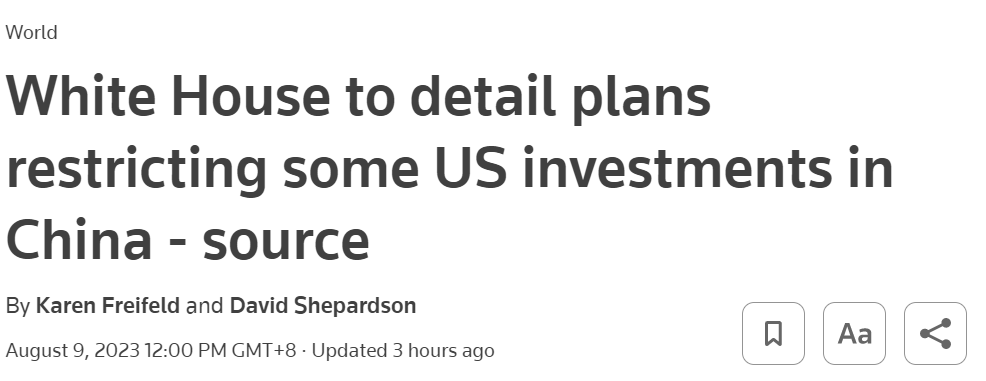 World
White House to detail plans
restricting some US investments in
China - source
By Karen Freifeld and David Shepardson
August 9, 2023 12:00 PM GMT+8 · Updated 3 hours ago
Aa